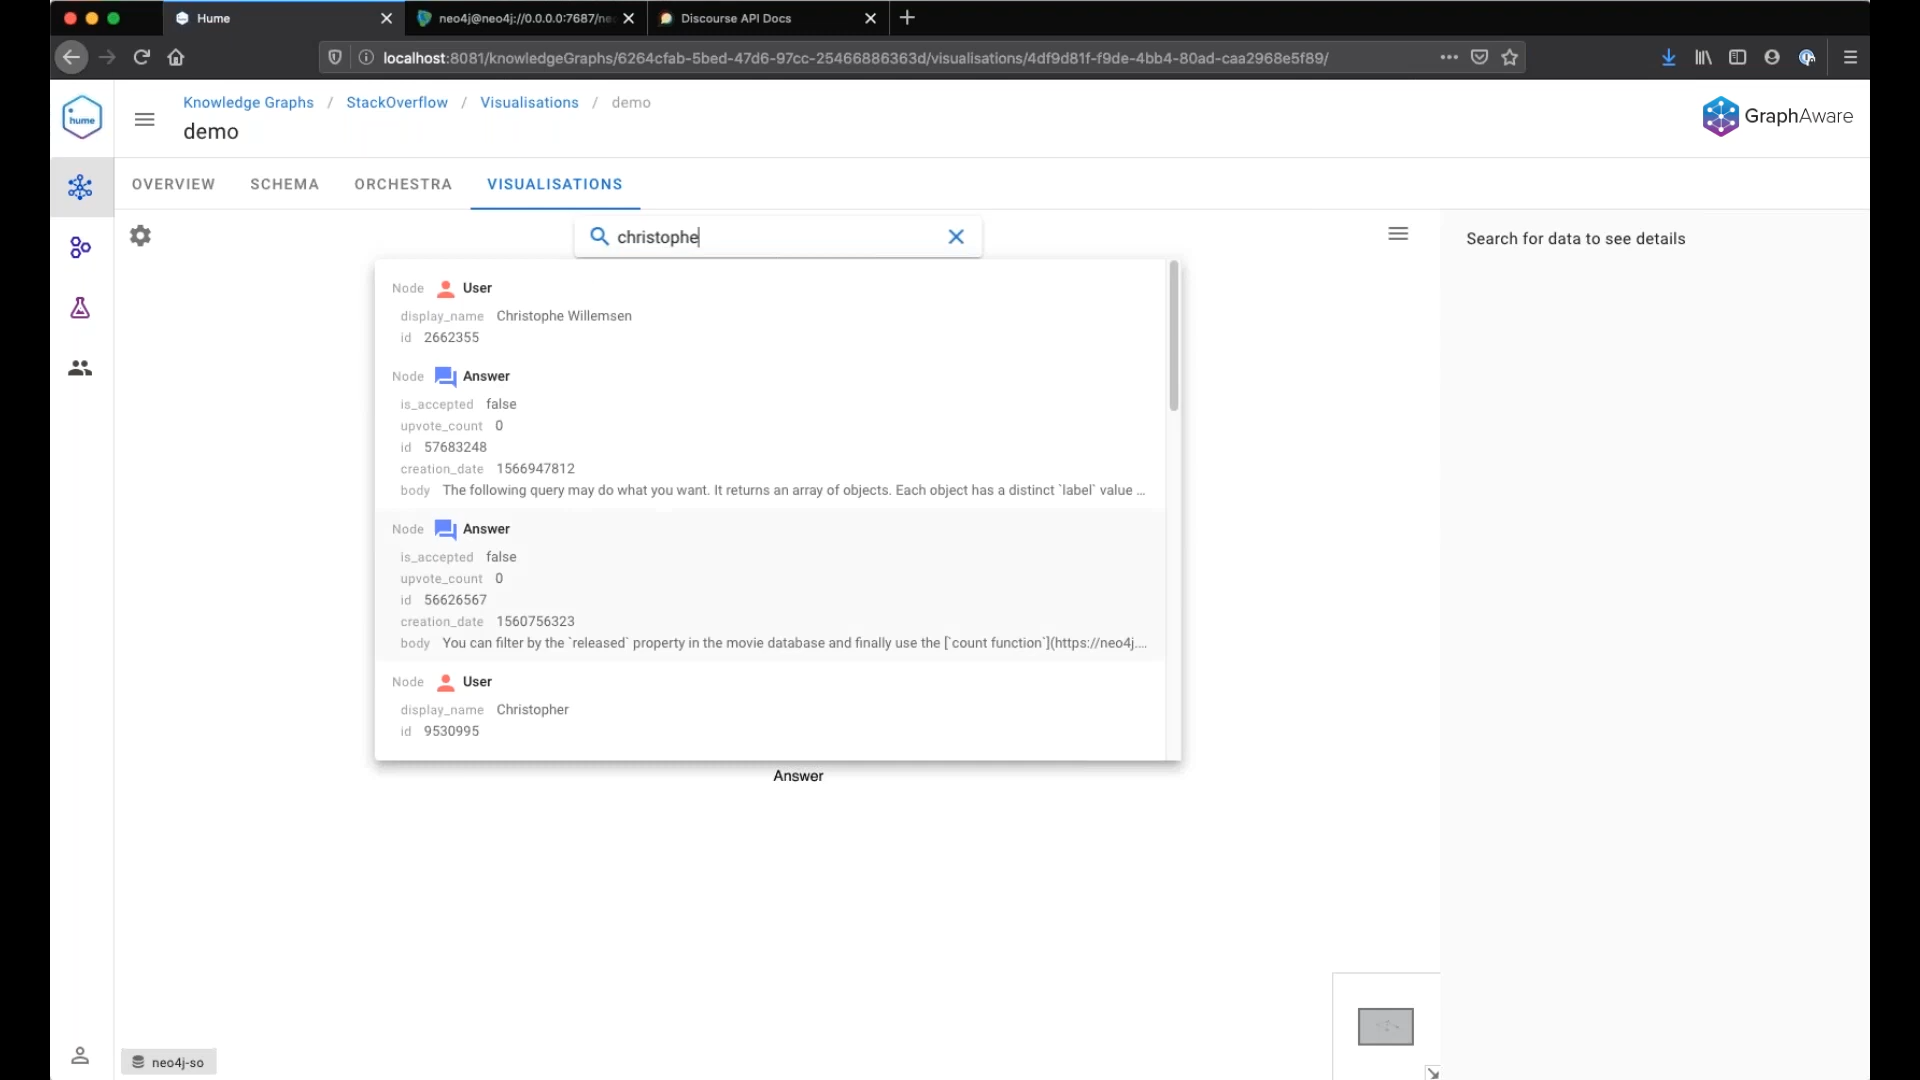 Hume
neo4j@neo4j://0.0.0.0:7687/ne
Discourse API Docs
localhost:8081/knowledgeGraphs/6264cfab-5bed-47d6-97cc-25466886363d/visualisations/4df9d81f-f9de-4bb4-80ad-caa2968e5f89/
hume
Knowledge Graphs / StackOverflow / Visualisations / demo
demo
GraphAware
OVERVIEW SCHEMA ORCHESTRA VISUALISATIONS
christophe
Search for data to see details
Node User
display_name Christophe Willemsen
id 2662355
Node Answer
is_accepted false
upvote_count 0
id 57683248
creation_date 1566947812
body The following query may do what you want. It returns an array of objects. Each object has a distinct `label` value ...
Node Answer
is_accepted false
upvote_count 0
id 56626567
creation_date 1560756323
body You can filter by the `released` property in the movie database and finally use the [`count function`](https://neo4j....
Node User
display_name Christopher
id 9530995
Answer
neo4j-so